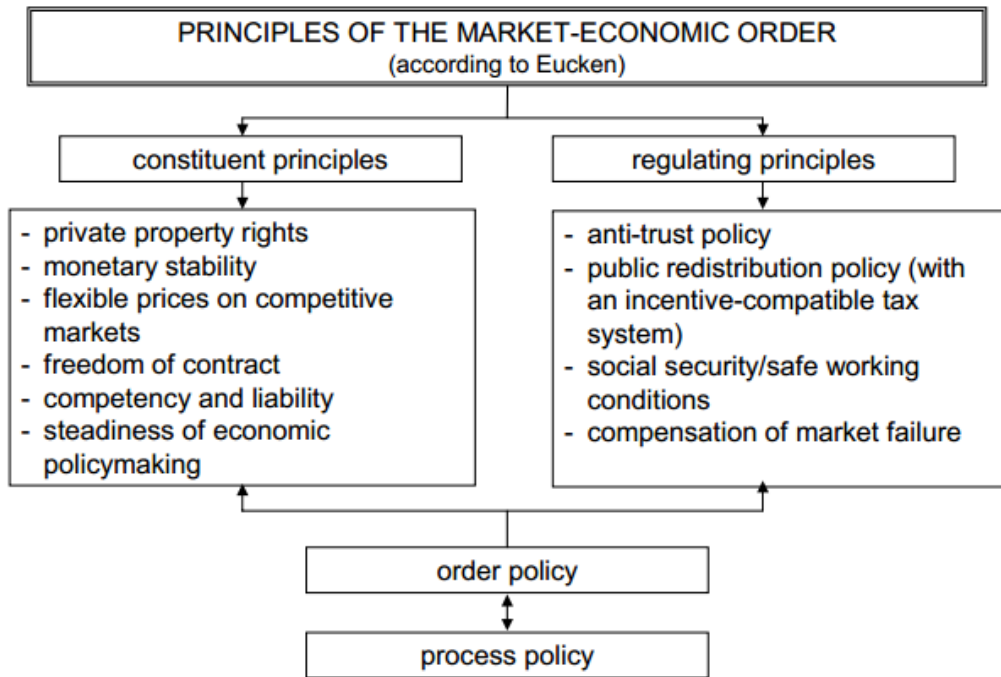 PRINCIPLES OF THE MARKET-ECONOMIC ORDER
(according to Eucken)
constituent principles
regulating principles
- private property rights
- monetary stability
- flexible prices on competitive
markets
- freedom of contract
- competency and liability
- steadiness of economic
policymaking
- anti-trust policy
- public redistribution policy (with
an incentive-compatible tax
system)
- social security/safe working
conditions
- compensation of market failure
order policy
process policy